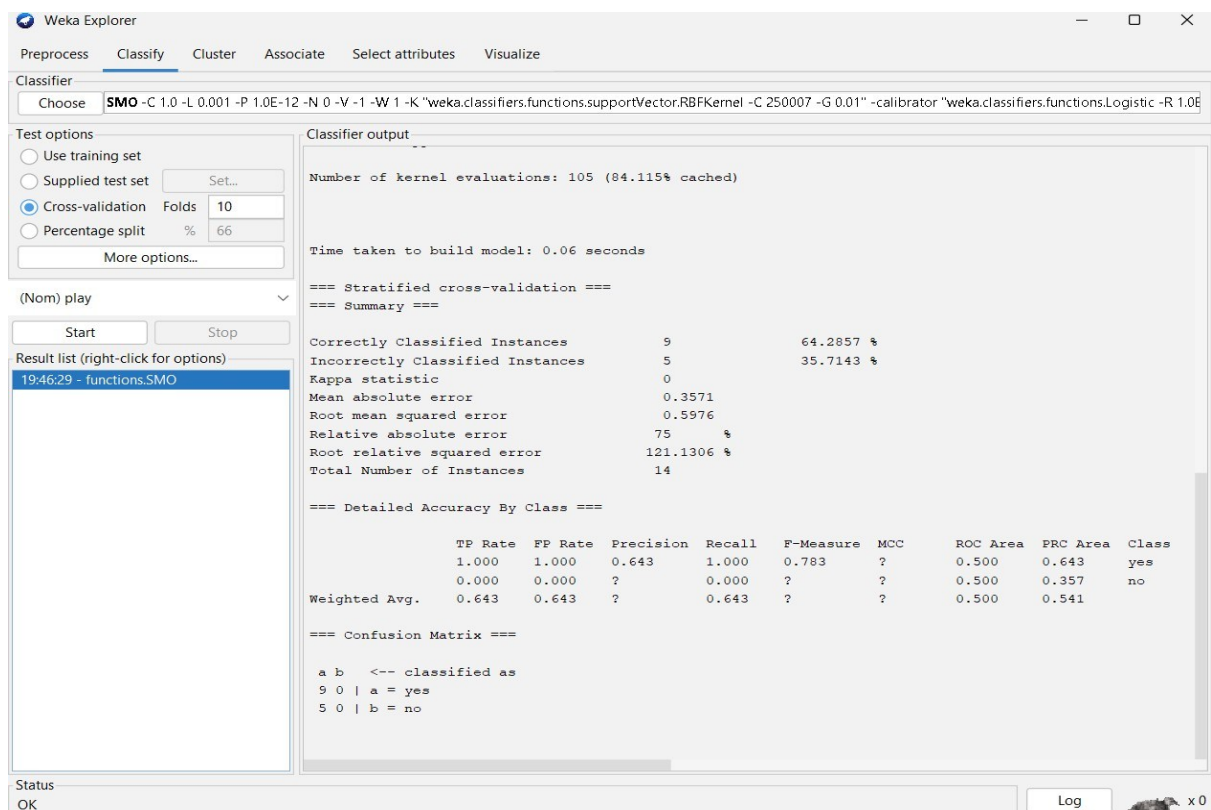 Weka Explorer
Preprocess Classify Cluster Associate Select attributes Visualize
Classifier
Choose SMO -C 1.0 -L 0.001 -P 1.0E-12 -N 0 -V -1 -W 1 -K "weka.classifiers.functions.supportVector.RBFKernel -C 250007 -G 0.01" -calibrator "weka.classifiers.functions.Logistic -R 1.0E
Test options
Use training set
Supplied test set Set...
Cross-validation Folds 10
Percentage split % 66
More options...
(Nom) play
Start Stop
Result list (right-click for options)
19:46:29 - functions.SMO
Classifier output
Number of kernel evaluations: 105 (84.115% cached)
Time taken to build model: 0.06 seconds
=== Stratified cross-validation ===
=== Summary ===
Correctly Classified Instances 9 64.2857 %
Incorrectly Classified Instances 5 35.7143 %
Kappa statistic 0
Mean absolute error 0.3571
Root mean squared error 0.5976
Relative absolute error 75 %
Root relative squared error 121.1306 %
Total Number of Instances 14
=== Detailed Accuracy By Class ===
TP Rate FP Rate Precision Recall F-Measure MCC ROC Area PRC Area Class
1.000 1.000 0.643 1.000 0.783 ? 0.500 0.643 yes
0.000 0.000 ? 0.000 ? ? 0.500 0.357 no
Weighted Avg. 0.643 0.643 ? 0.643 ? ? 0.500 0.541
=== Confusion Matrix ===
a b <-- classified as
9 0 | a = yes
5 0 | b = no
Status
OK
Log x 0